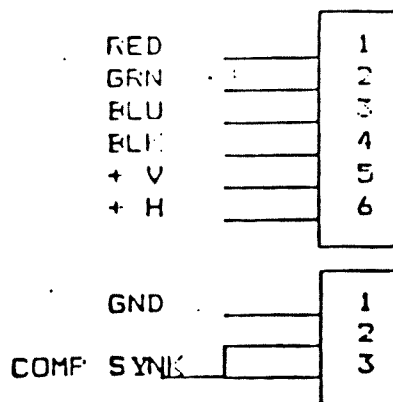 RED 1
GRN 2
BLU 3
BLK 4
+ V 5
+ H 6
GND 1
2
COMP SYNK 3